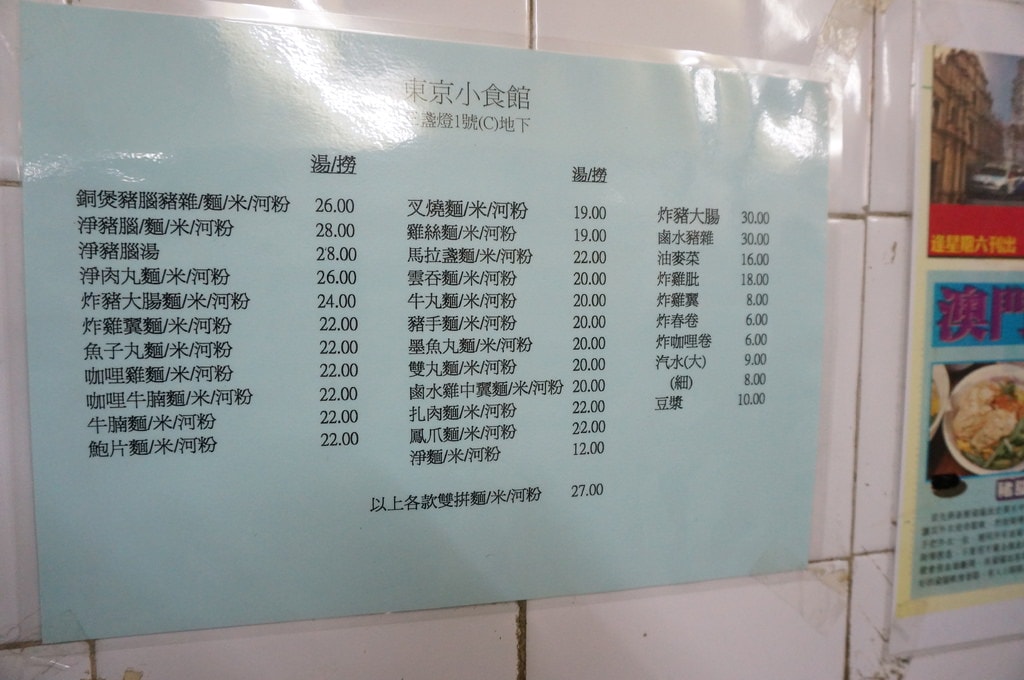 東京小食館
三盞燈1號(C)地下
湯/撈
銅煲豬腦豬雜/麵/米/河粉 26.00
淨豬腦/麵/米/河粉 28.00
淨豬腦湯 28.00
淨肉丸麵/米/河粉 26.00
炸豬大腸麵/米/河粉 24.00
炸雞翼麵/米/河粉 22.00
魚子丸麵/米/河粉 22.00
咖哩雞麵/米/河粉 22.00
咖哩牛腩麵/米/河粉 22.00
牛腩麵/米/河粉 22.00
鮑片麵/米/河粉 22.00
湯/撈
叉燒麵/米/河粉 19.00
雞絲麵/米/河粉 19.00
馬拉盞麵/米/河粉 22.00
雲吞麵/米/河粉 20.00
牛丸麵/米/河粉 20.00
豬手麵/米/河粉 20.00
墨魚丸麵/米/河粉 20.00
雙丸麵/米/河粉 20.00
鹵水雞中翼麵/米/河粉 20.00
扎肉麵/米/河粉 22.00
鳳爪麵/米/河粉 22.00
淨麵/米/河粉 12.00
炸豬大腸 30.00
鹵水豬雜 30.00
油麥菜 16.00
炸雞肶 18.00
炸雞翼 8.00
炸春卷 6.00
炸咖哩卷 6.00
汽水(大) 9.00
(細) 8.00
豆漿 10.00
以上各款雙拼麵/米/河粉 27.00
逢星期六刊出
澳門